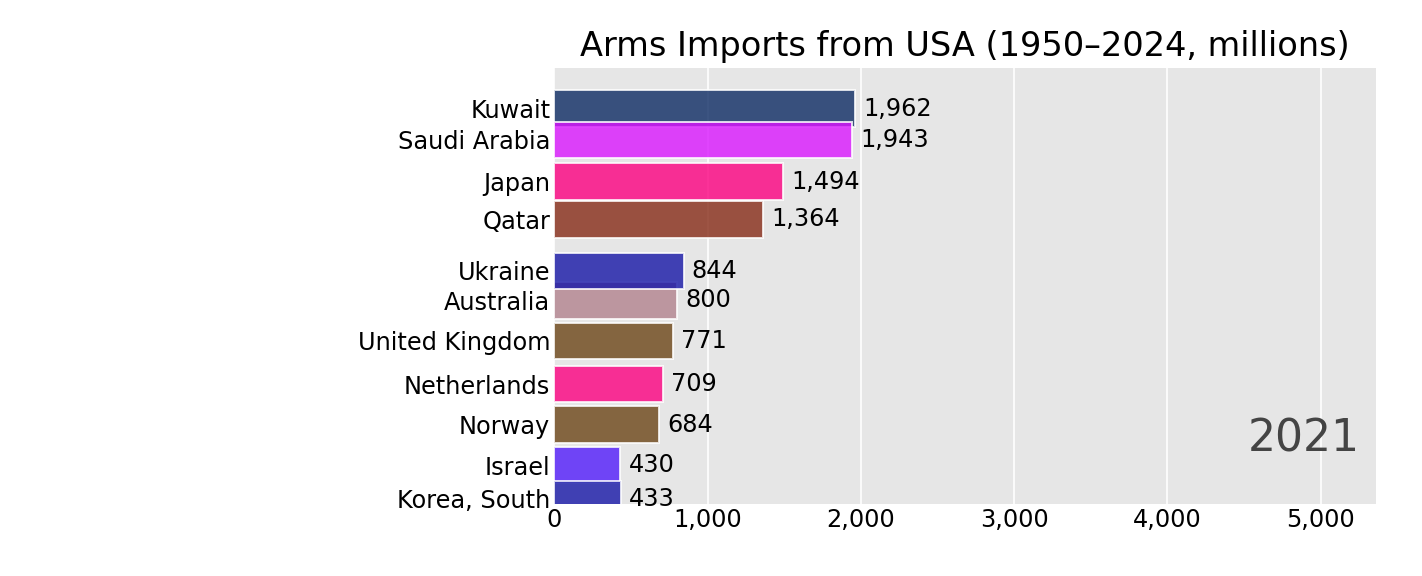 Arms Imports from USA (1950–2024, millions)
Kuwait 1,962
Saudi Arabia 1,943
Japan 1,494
Qatar 1,364
Ukraine 844
Australia 800
United Kingdom 771
Netherlands 709
Norway 684
2021
Israel 430
Korea, South 433
0 1,000 2,000 3,000 4,000 5,000